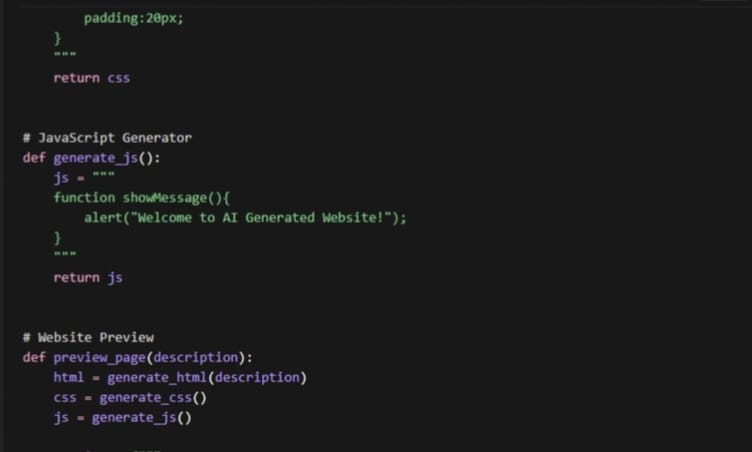 padding:20px;
    }
    """
    return css

# JavaScript Generator
def generate_js():
    js = """
    function showMessage(){
        alert("Welcome to AI Generated Website!");
    }
    """
    return js

# Website Preview
def preview_page(description):
    html = generate_html(description)
    css = generate_css()
    js = generate_js()